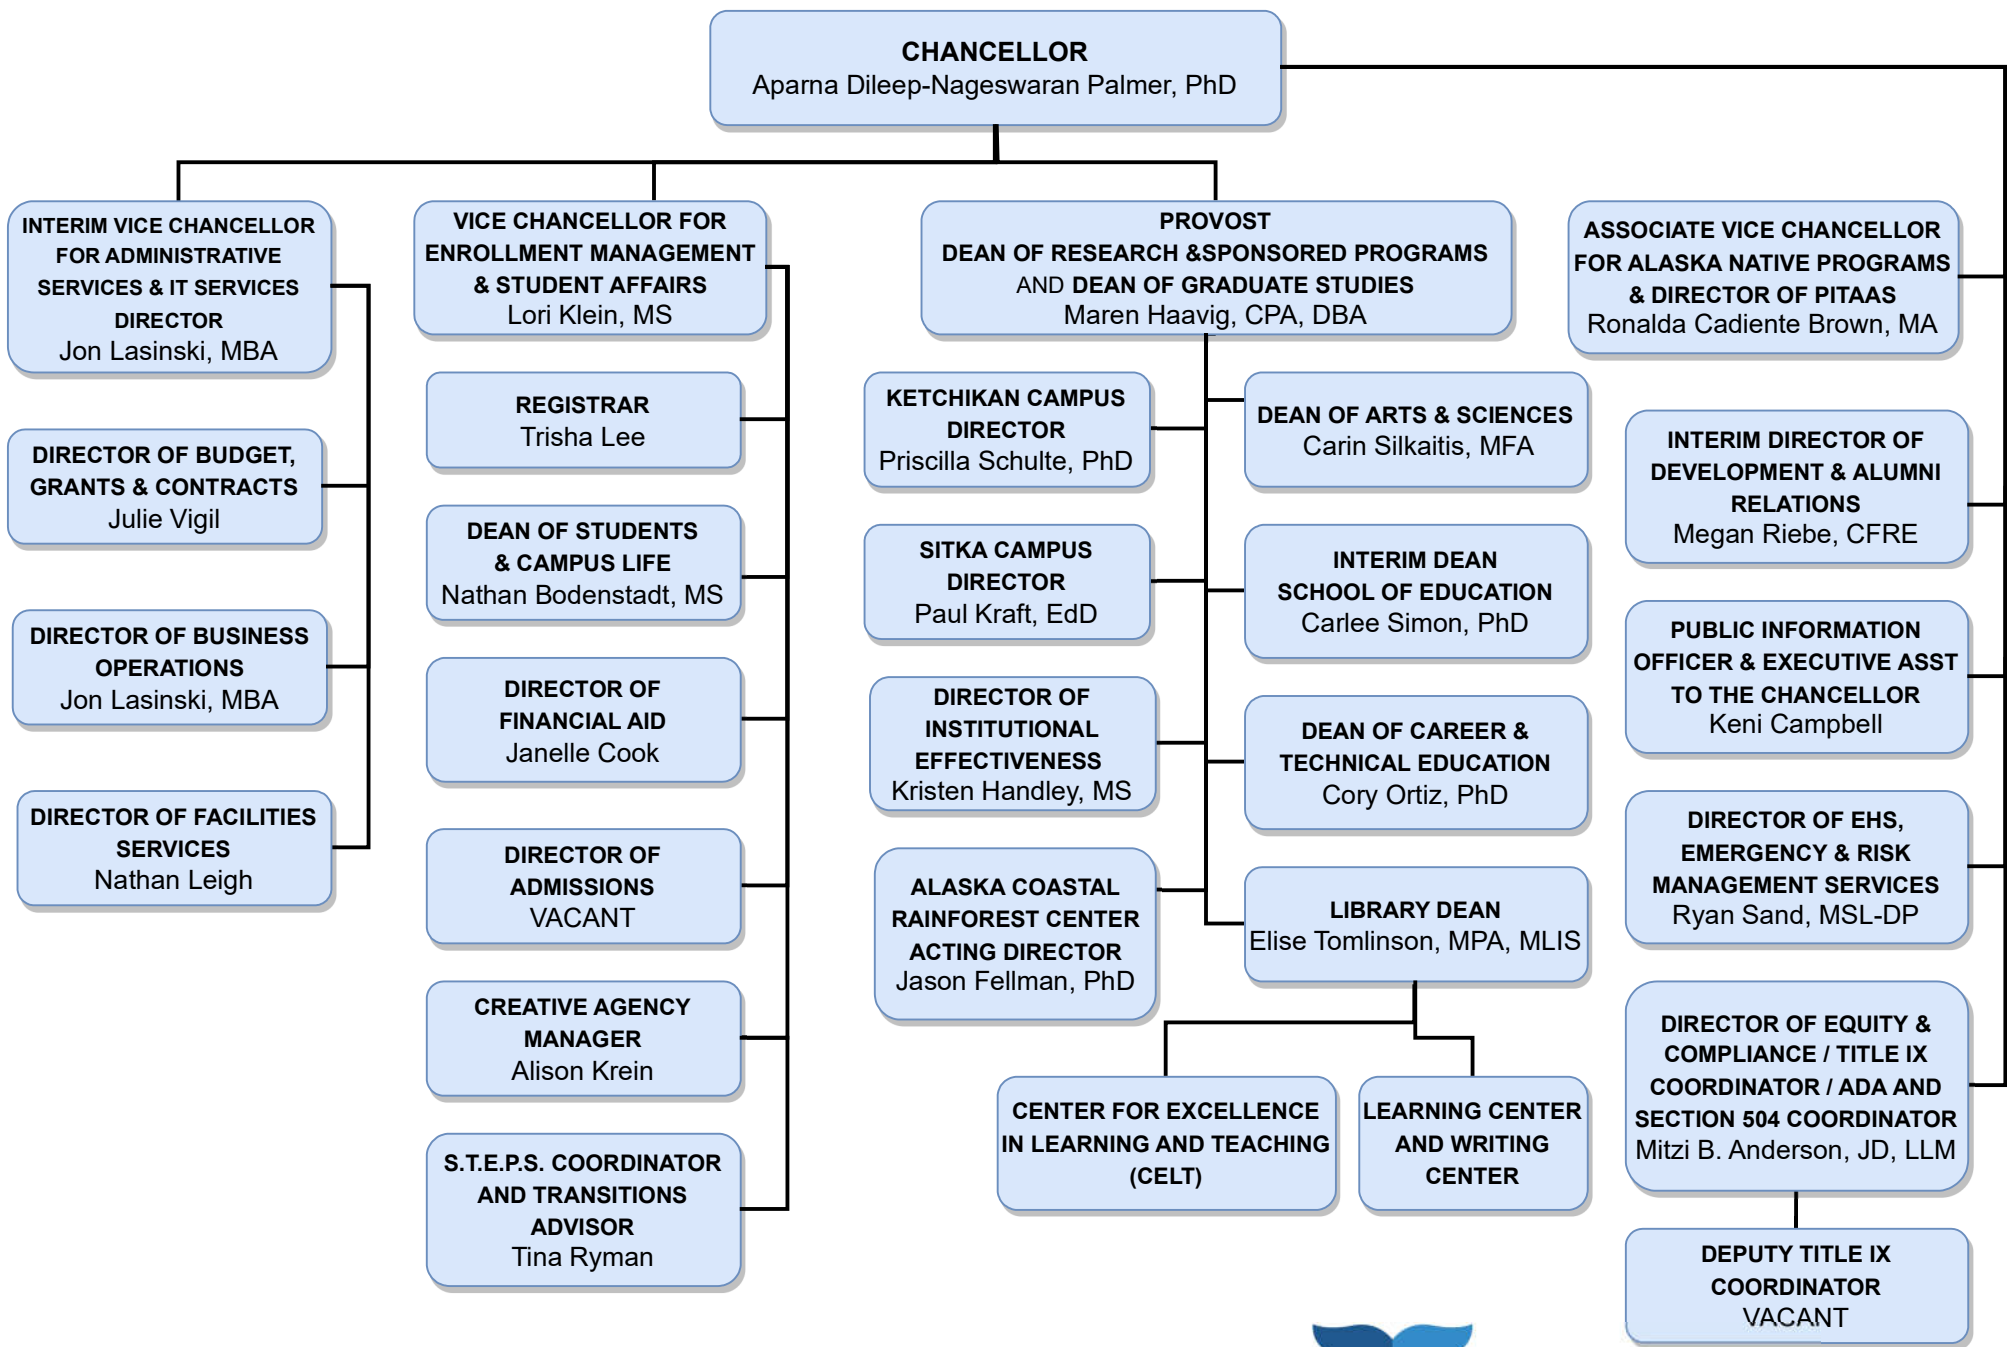 CHANCELLOR
Aparna Dileep-Nageswaran Palmer, PhD
INTERIM VICE CHANCELLOR
FOR ADMINISTRATIVE
SERVICES & IT SERVICES
DIRECTOR
Jon Lasinski, MBA
DIRECTOR OF BUDGET,
GRANTS & CONTRACTS
Julie Vigil
DIRECTOR OF BUSINESS
OPERATIONS
Jon Lasinski, MBA
DIRECTOR OF FACILITIES
SERVICES
Nathan Leigh
VICE CHANCELLOR FOR
ENROLLMENT MANAGEMENT
& STUDENT AFFAIRS
Lori Klein, MS
REGISTRAR
Trisha Lee
DEAN OF STUDENTS
& CAMPUS LIFE
Nathan Bodenstadt, MS
DIRECTOR OF
FINANCIAL AID
Janelle Cook
DIRECTOR OF
ADMISSIONS
VACANT
CREATIVE AGENCY
MANAGER
Alison Krein
S.T.E.P.S. COORDINATOR
AND TRANSITIONS
ADVISOR
Tina Ryman
PROVOST
DEAN OF RESEARCH &SPONSORED PROGRAMS
AND DEAN OF GRADUATE STUDIES
Maren Haavig, CPA, DBA
KETCHIKAN CAMPUS
DIRECTOR
Priscilla Schulte, PhD
SITKA CAMPUS
DIRECTOR
Paul Kraft, EdD
DIRECTOR OF
INSTITUTIONAL
EFFECTIVENESS
Kristen Handley, MS
ALASKA COASTAL
RAINFOREST CENTER
ACTING DIRECTOR
Jason Fellman, PhD
DEAN OF ARTS & SCIENCES
Carin Silkaitis, MFA
INTERIM DEAN
SCHOOL OF EDUCATION
Carlee Simon, PhD
DEAN OF CAREER &
TECHNICAL EDUCATION
Cory Ortiz, PhD
LIBRARY DEAN
Elise Tomlinson, MPA, MLIS
CENTER FOR EXCELLENCE
IN LEARNING AND TEACHING
(CELT)
LEARNING CENTER
AND WRITING
CENTER
ASSOCIATE VICE CHANCELLOR
FOR ALASKA NATIVE PROGRAMS
& DIRECTOR OF PITAAS
Ronalda Cadiente Brown, MA
INTERIM DIRECTOR OF
DEVELOPMENT & ALUMNI
RELATIONS
Megan Riebe, CFRE
PUBLIC INFORMATION
OFFICER & EXECUTIVE ASST
TO THE CHANCELLOR
Keni Campbell
DIRECTOR OF EHS,
EMERGENCY & RISK
MANAGEMENT SERVICES
Ryan Sand, MSL-DP
DIRECTOR OF EQUITY &
COMPLIANCE / TITLE IX
COORDINATOR / ADA AND
SECTION 504 COORDINATOR
Mitzi B. Anderson, JD, LLM
DEPUTY TITLE IX
COORDINATOR
VACANT